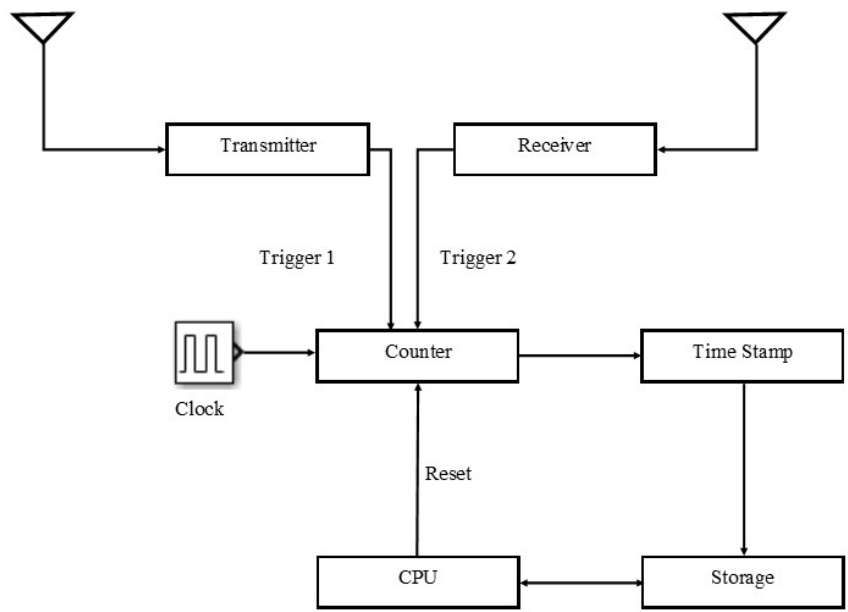 Transmitter
Receiver
Trigger 1
Trigger 2
Counter
Time Stamp
Clock
Reset
CPU
Storage